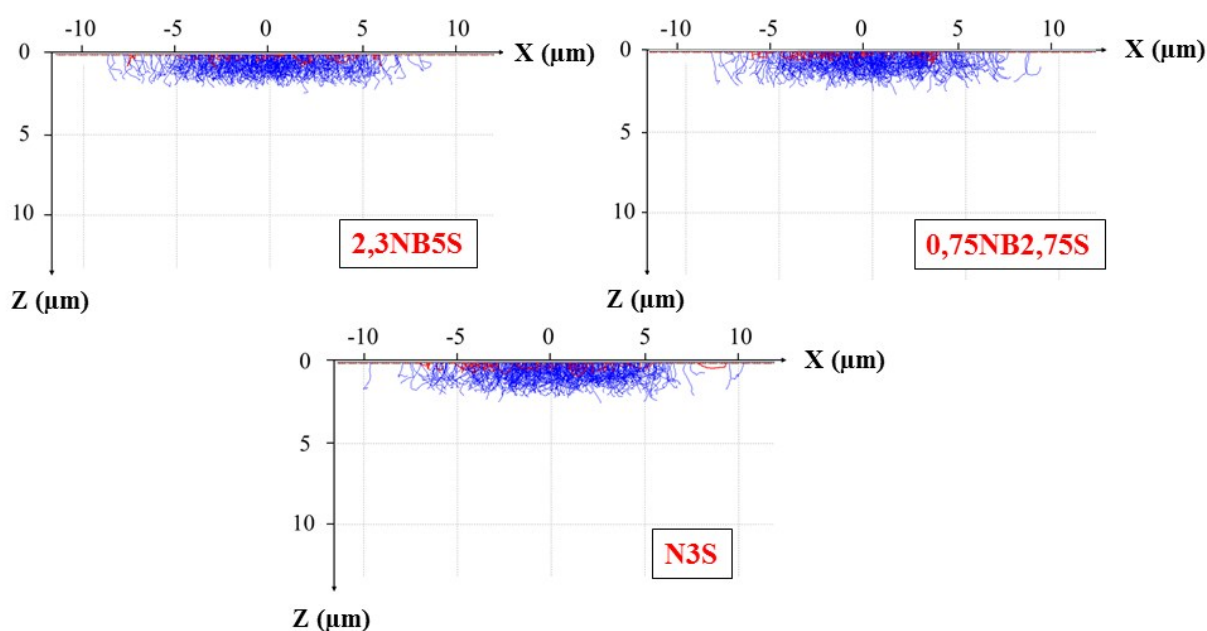 -10 -5 0 5 10
0 X (µm)
5
10
2,3NB5S
Z (µm)
-10 -5 0 5 10
0 X (µm)
5
10
0,75NB2,75S
Z (µm)
-10 -5 0 5 10
0 X (µm)
5
10
N3S
Z (µm)